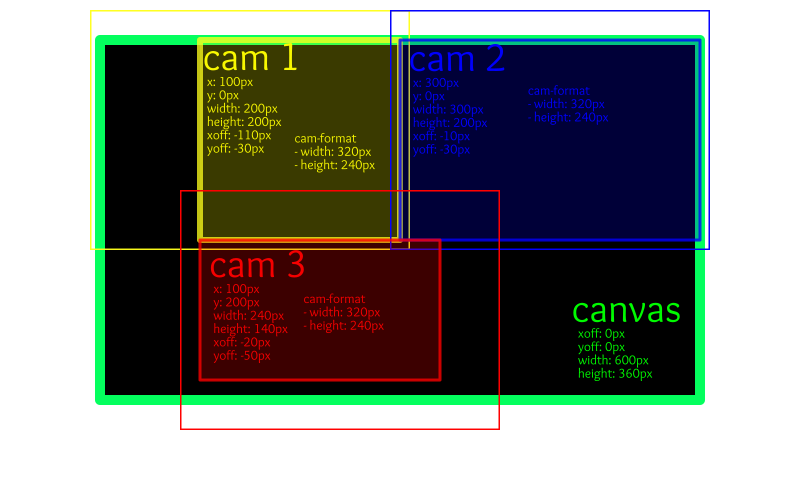 cam 1
x: 100px
y: 0px
width: 200px
height: 200px
xoff: -110px
yoff: -30px
cam-format
- width: 320px
- height: 240px
cam 2
x: 300px
y: 0px
width: 300px
height: 200px
xoff: -10px
yoff: -30px
cam-format
- width: 320px
- height: 240px
cam 3
x: 100px
y: 200px
width: 240px
height: 140px
xoff: -20px
yoff: -50px
cam-format
- width: 320px
- height: 240px
canvas
xoff: 0px
yoff: 0px
width: 600px
height: 360px